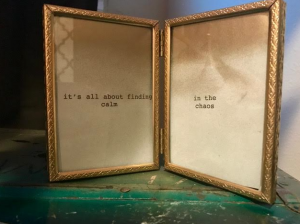 it's all about finding
calm
in the
chaos